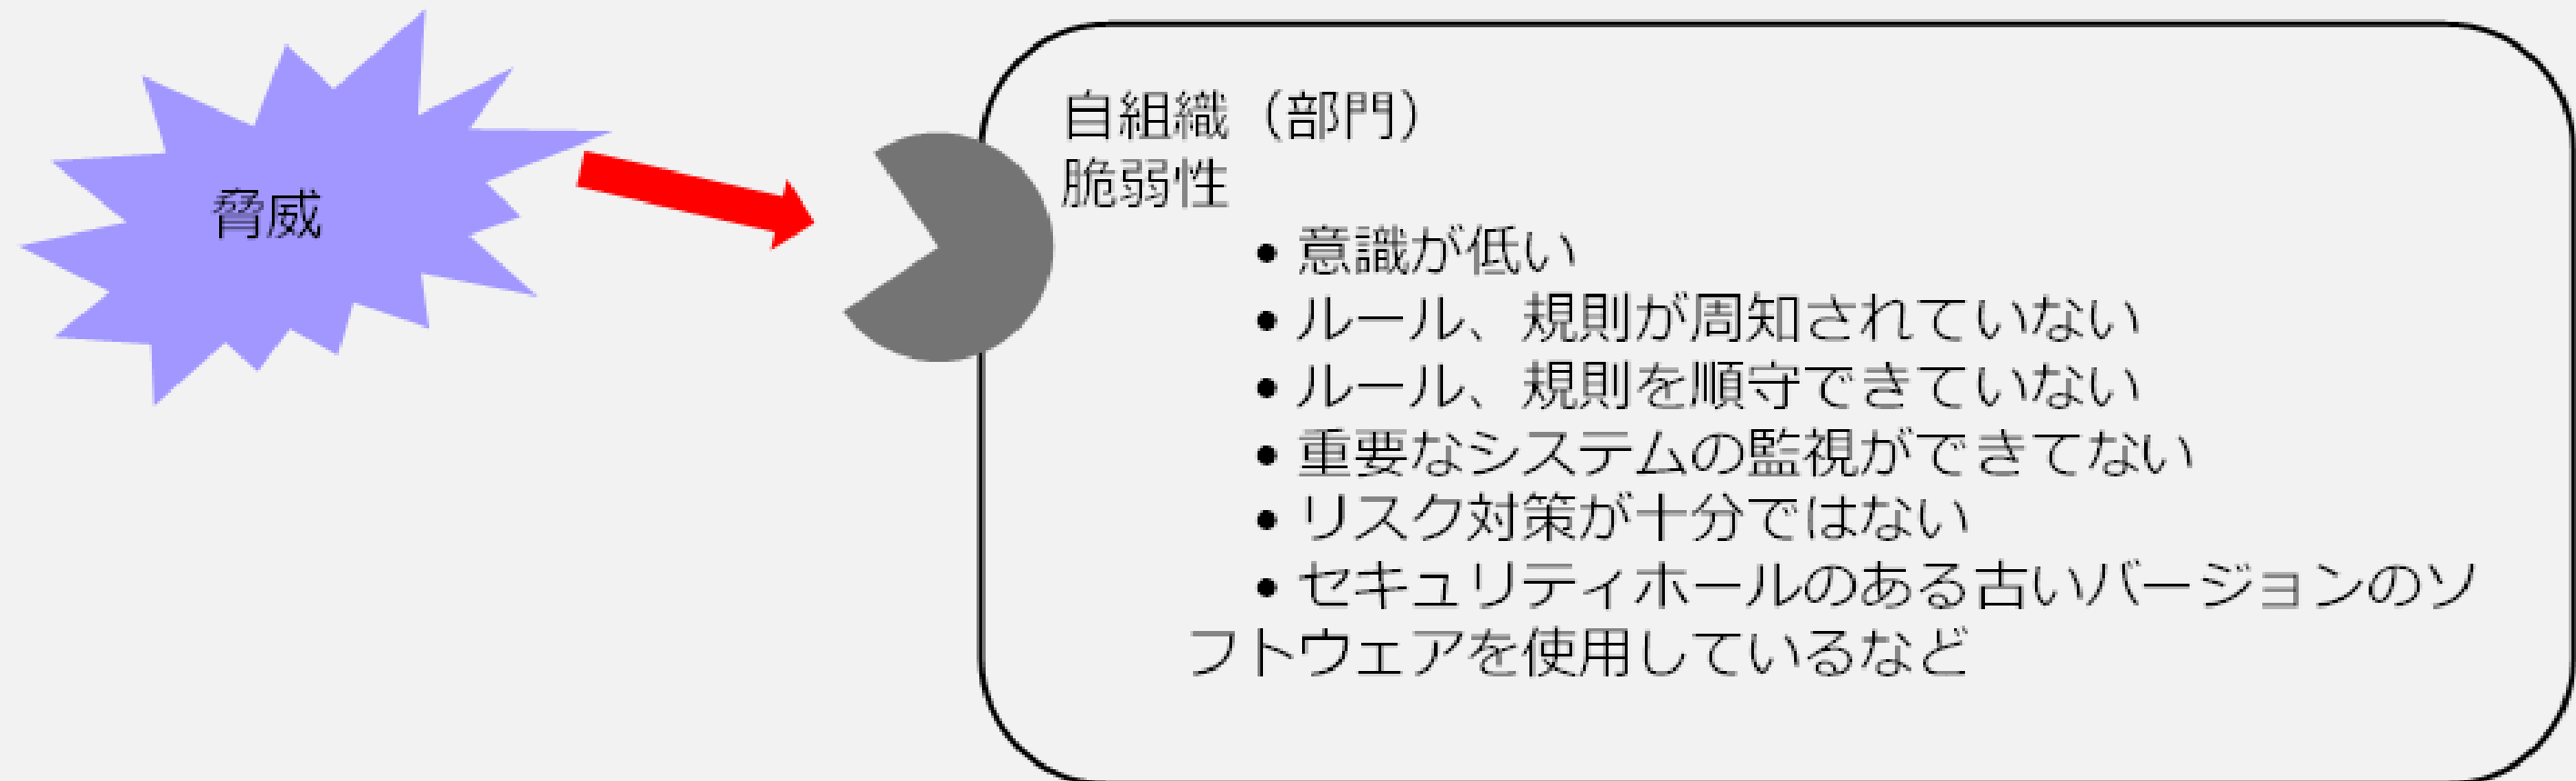 脅威
自組織（部門）
脆弱性
• 意識が低い
• ルール、規則が周知されていない
• ルール、規則を順守できていない
• 重要なシステムの監視ができてない
• リスク対策が十分ではない
• セキュリティホールのある古いバージョンのソ
フトウェアを使用しているなど